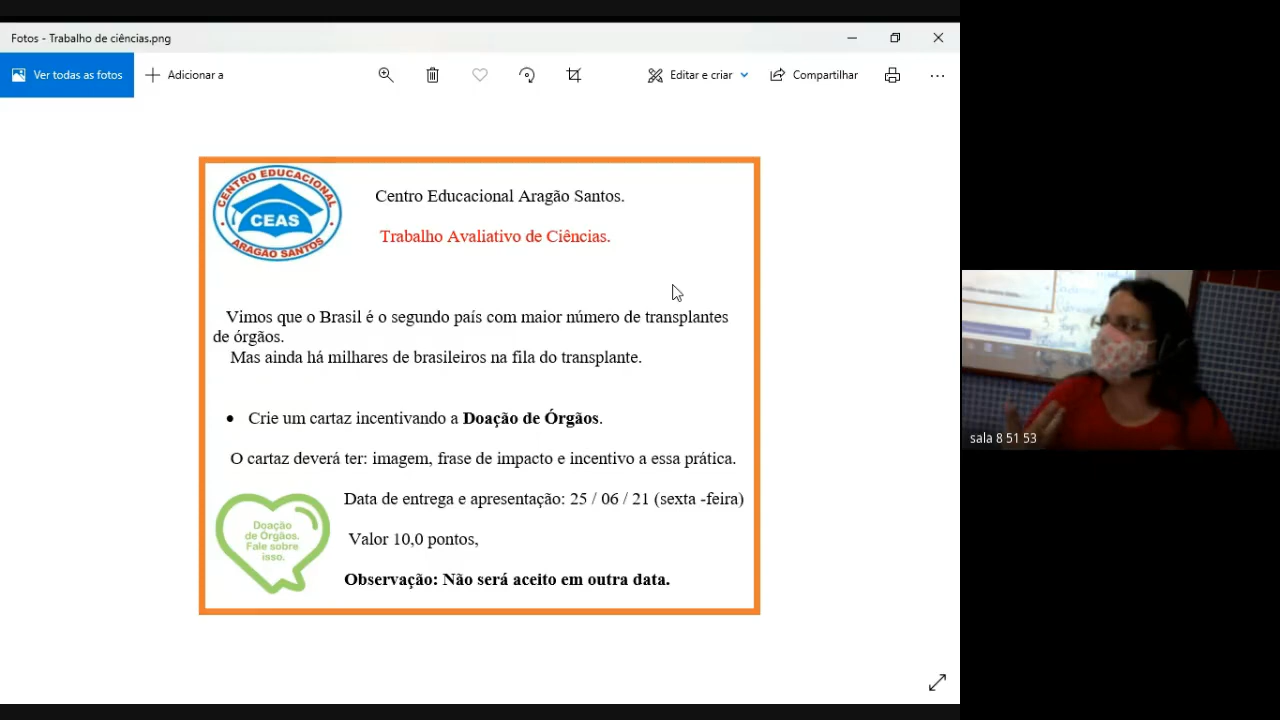 Fotos - Trabalho de ciências.png
Ver todas as fotos
Adicionar a
Editar e criar
Compartilhar
CENTRO EDUCACIONAL
CEAS
ARAGÃO SANTOS
Centro Educacional Aragão Santos.
Trabalho Avaliativo de Ciências.
Vimos que o Brasil é o segundo país com maior número de transplantes
de órgãos.
Mas ainda há milhares de brasileiros na fila do transplante.
• Crie um cartaz incentivando a Doação de Órgãos.
O cartaz deverá ter: imagem, frase de impacto e incentivo a essa prática.
Data de entrega e apresentação: 25 / 06 / 21 (sexta -feira)
Valor 10,0 pontos,
Observação: Não será aceito em outra data.
Doação
de Órgãos.
Fale sobre
isso.
sala 8 51 53